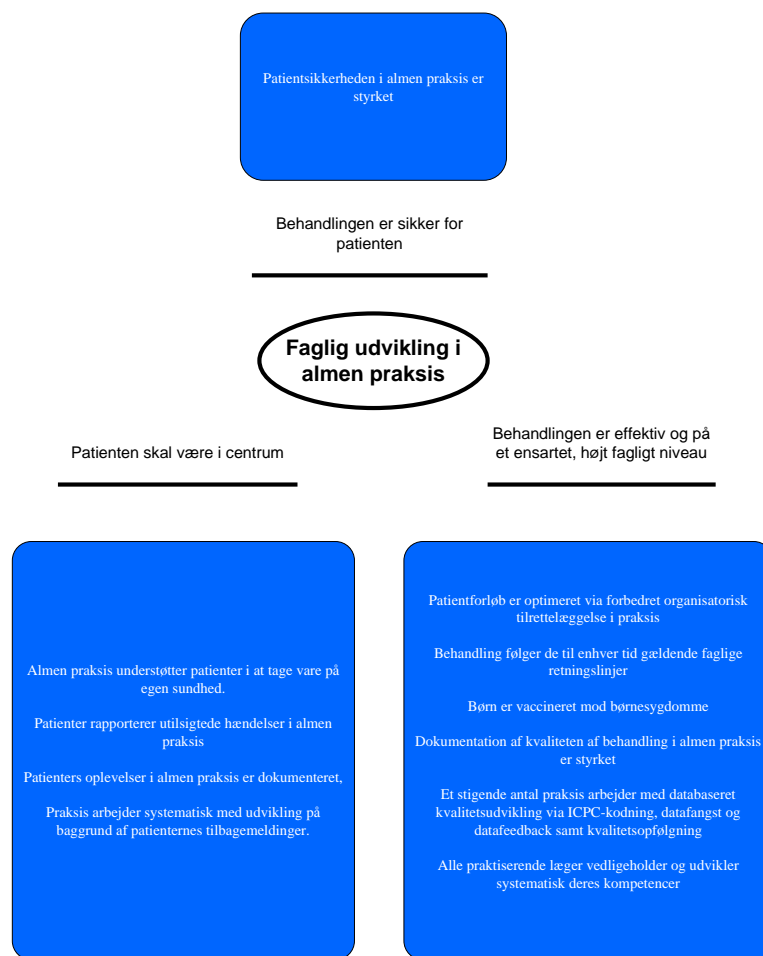 Patientsikkerheden i almen praksis er
styrket
Behandlingen er sikker for
patienten
Faglig udvikling i
almen praksis
Patienten skal være i centrum
Behandlingen er effektiv og på
et ensartet, højt fagligt niveau
Almen praksis understøtter patienter i at tage vare på
egen sundhed.
Patienter rapporterer utilsigtede hændelser i almen
praksis
Patienters oplevelser i almen praksis er dokumenteret,
Praksis arbejder systematisk med udvikling på
baggrund af patienternes tilbagemeldinger.
Patientforløb er optimeret via forbedret organisatorisk
tilrettelæggelse i praksis
Behandling følger de til enhver tid gældende faglige
retningslinjer
Børn er vaccineret mod børnesygdomme
Dokumentation af kvaliteten af behandling i almen praksis
er styrket
Et stigende antal praksis arbejder med databaseret
kvalitetsudvikling via ICPC-kodning, datafangst og
datafeedback samt kvalitetsopfølgning
Alle praktiserende læger vedligeholder og udvikler
systematisk deres kompetencer